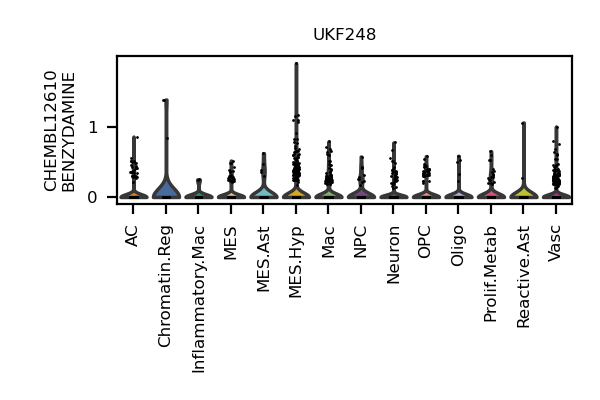 UKF248
CHEMBL12610
BENZYDAMINE
1
0
AC
Chromatin.Reg
Inflammatory.Mac
MES
MES.Ast
MES.Hyp
Mac
NPC
Neuron
OPC
Oligo
Prolif.Metab
Reactive.Ast
Vasc